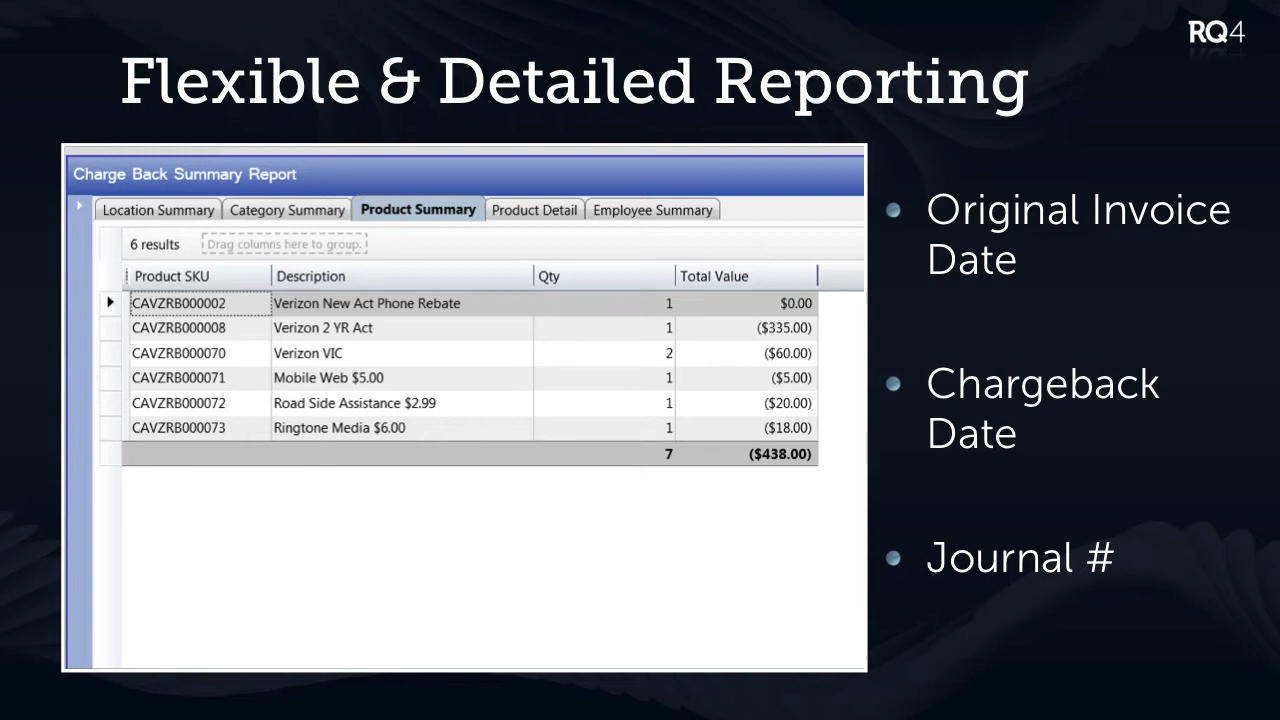 RQ4
Flexible & Detailed Reporting
Charge Back Summary Report
Location Summary Category Summary Product Summary Product Detail Employee Summary
6 results Drag columns here to group.
Product SKU Description Qty Total Value
CAVZRB000002 Verizon New Act Phone Rebate 1 $0.00
CAVZRB000008 Verizon 2 YR Act 1 ($335.00)
CAVZRB000070 Verizon VIC 2 ($60.00)
CAVZRB000071 Mobile Web $5.00 1 ($5.00)
CAVZRB000072 Road Side Assistance $2.99 1 ($20.00)
CAVZRB000073 Ringtone Media $6.00 1 ($18.00)
7 ($438.00)
Original Invoice
Date
Chargeback
Date
Journal #